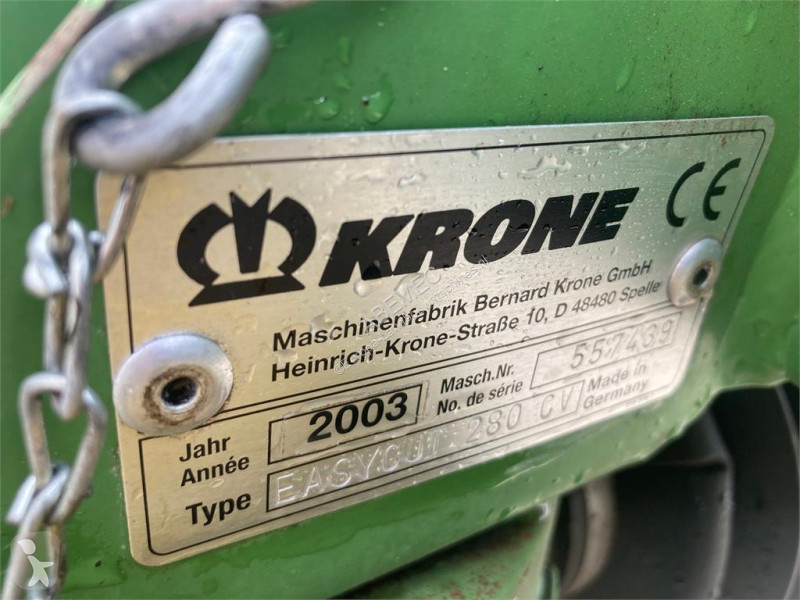 KRONE
CE
Maschinenfabrik Bernard Krone GmbH
Heinrich-Krone-Straße 10, D 48480 Spelle
Jahr
Année
2003
Masch.Nr.
No. de série
557439
Type
EASYCUT 280 CV
Made in
Germany